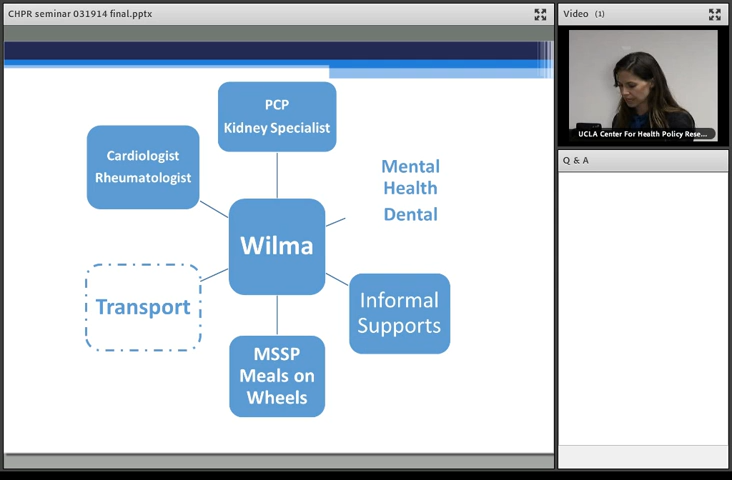 CHPR seminar 031914 final.pptx
Video (1)
UCLA Center For Health Policy Rese...
Q & A
PCP
Kidney Specialist
Cardiologist
Rheumatologist
Mental
Health
Dental
Wilma
Transport
Informal
Supports
MSSP
Meals on
Wheels